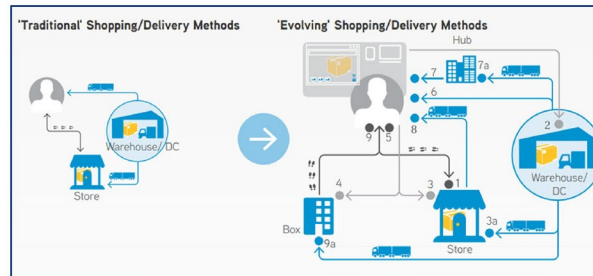 'Traditional' Shopping/Delivery Methods
'Evolving' Shopping/Delivery Methods
Warehouse/ DC
Store
Hub
7
7a
6
8
2
9
5
Warehouse/
DC
4
3
1
Box
3a
Store
9a